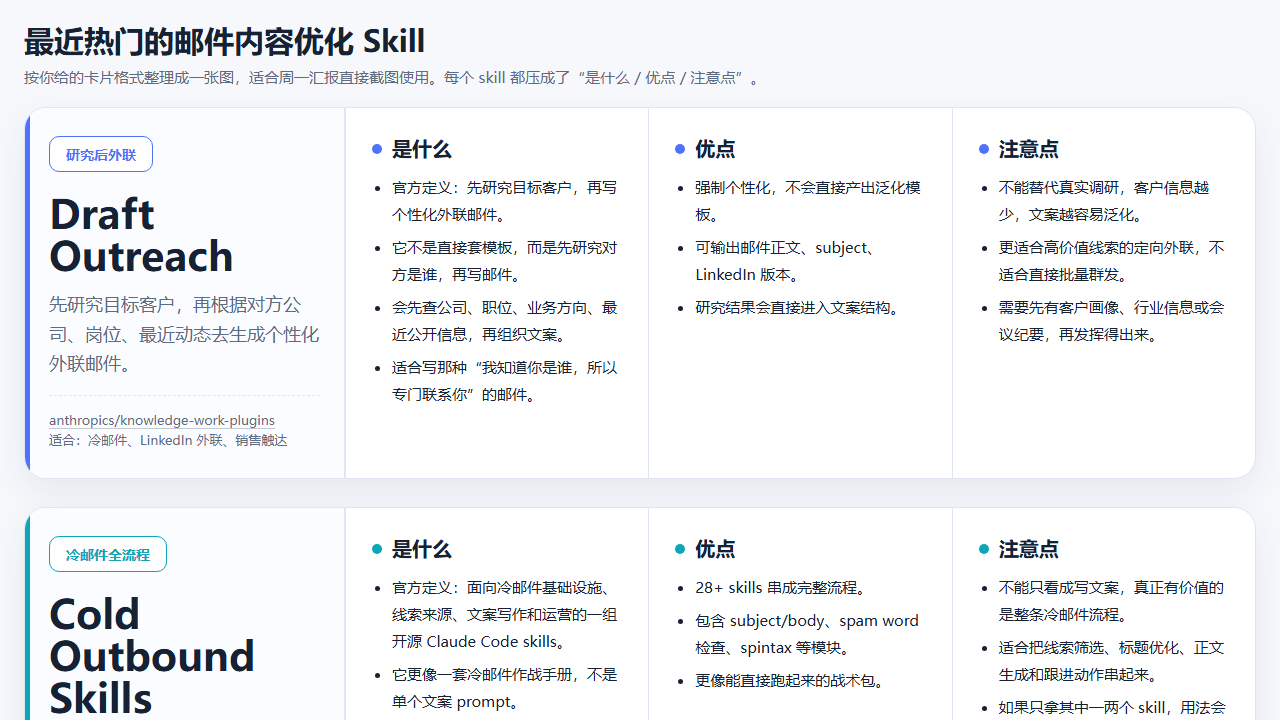 最近热门的邮件内容优化 Skill
按你给的卡片格式整理成一张图，适合周一汇报直接截图使用。每个 skill 都压成了“是什么 / 优点 / 注意点”。
研究后外联
Draft
Outreach
先研究目标客户，再根据对方公
司、岗位、最近动态去生成个性化
外联邮件。
anthropics/knowledge-work-plugins
适合：冷邮件、LinkedIn 外联、销售触达
是什么
官方定义：先研究目标客户，再写
个性化外联邮件。
它不是直接套模板，而是先研究对
方是谁，再写邮件。
会先查公司、职位、业务方向、最
近公开信息，再组织文案。
适合写那种“我知道你是谁，所以
专门联系你”的邮件。
优点
强制个性化，不会直接产出泛化模
板。
可输出邮件正文、subject、
LinkedIn 版本。
研究结果会直接进入文案结构。
注意点
不能替代真实调研，客户信息越
少，文案越容易泛化。
更适合高价值线索的定向外联，不
适合直接批量群发。
需要先有客户画像、行业信息或会
议纪要，再发挥得出来。
冷邮件全流程
Cold
Outbound
Skills
是什么
官方定义：面向冷邮件基础设施、
线索来源、文案写作和运营的一组
开源 Claude Code skills。
它更像一套冷邮件作战手册，不是
单个文案 prompt。
优点
28+ skills 串成完整流程。
包含 subject/body、spam word
检查、spintax 等模块。
更像能直接跑起来的战术包。
注意点
不能只看成写文案，真正有价值的
是整条冷邮件流程。
适合把线索筛选、标题优化、正文
生成和跟进动作串起来。
如果只拿其中一两个 skill，用法会